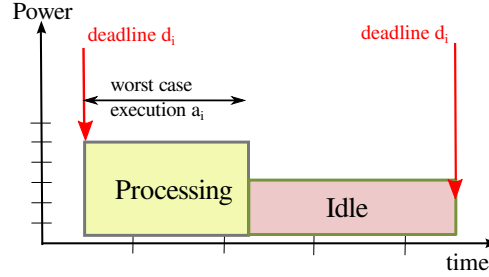 Power
deadline dᵢ
deadline dᵢ
worst case
execution aᵢ
Processing
Idle
time